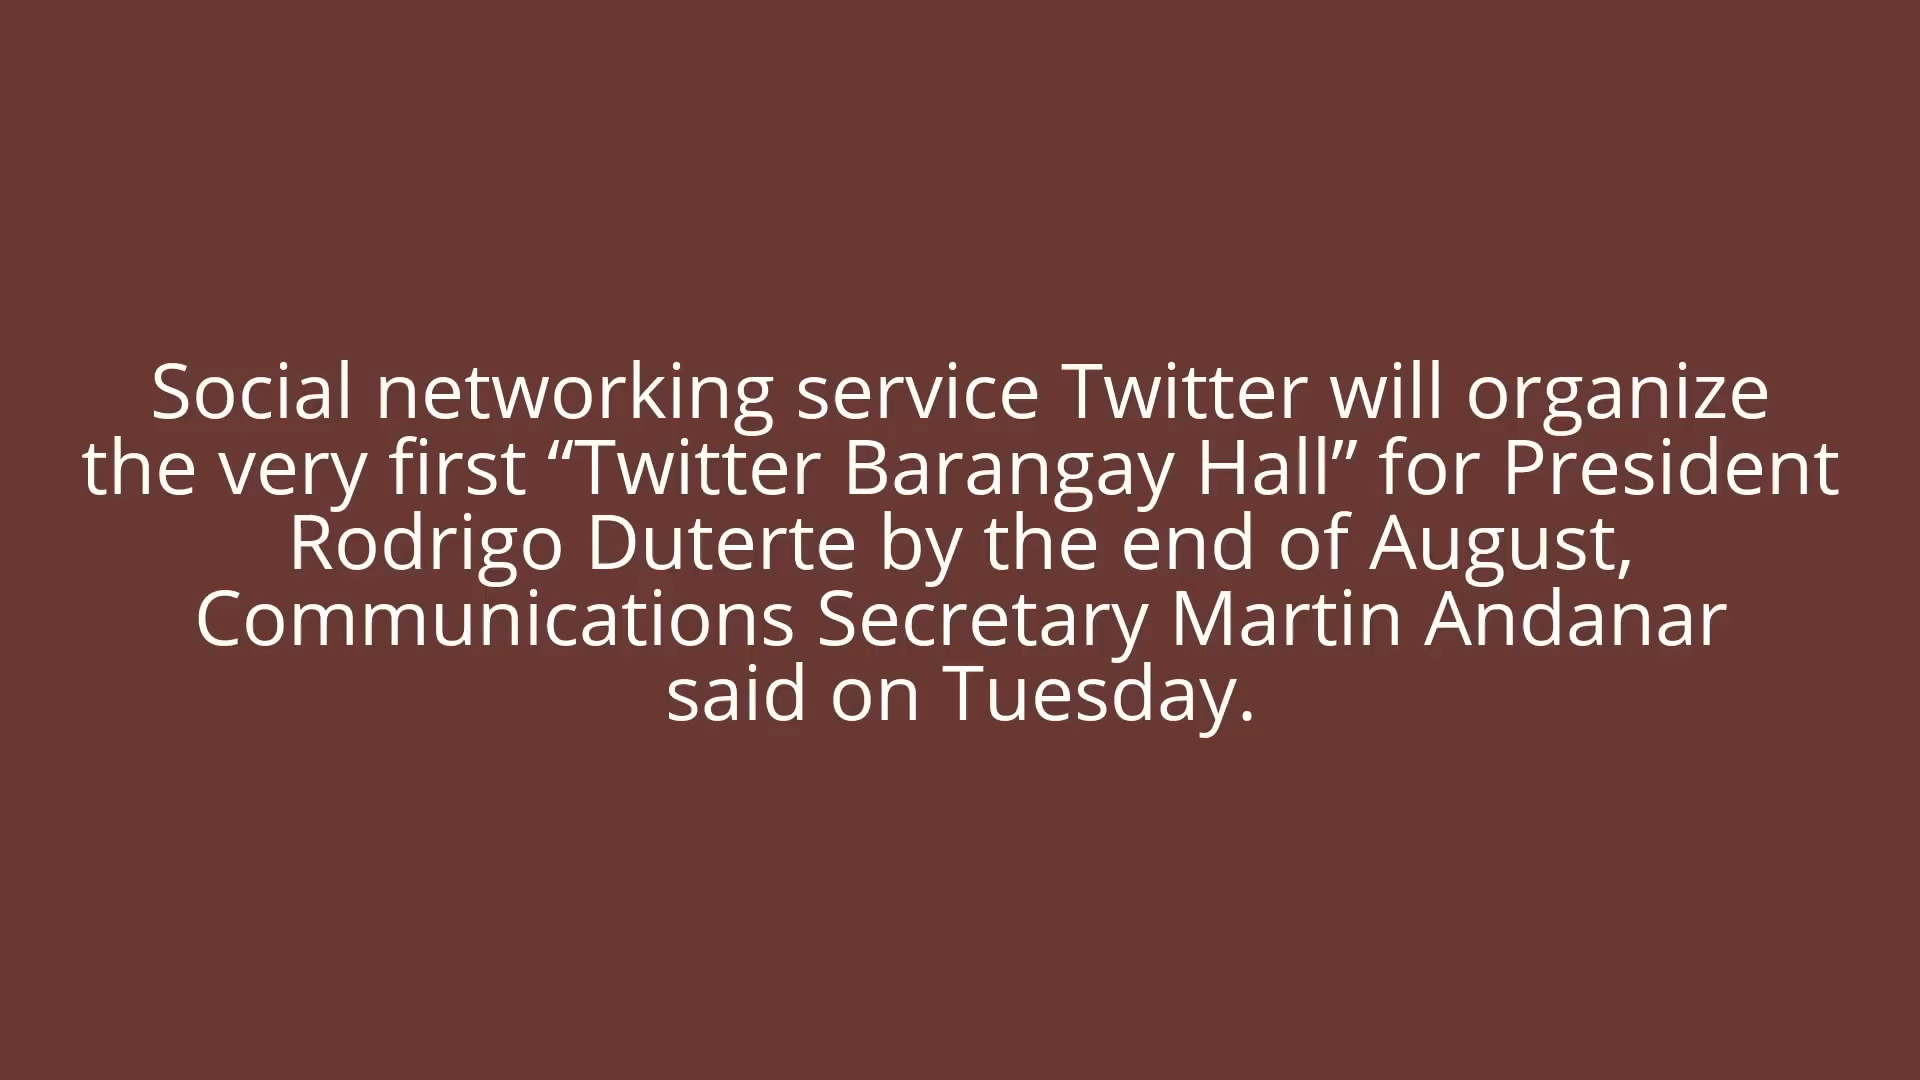 Social networking service Twitter will organize
the very first “Twitter Barangay Hall” for President
Rodrigo Duterte by the end of August,
Communications Secretary Martin Andanar
said on Tuesday.